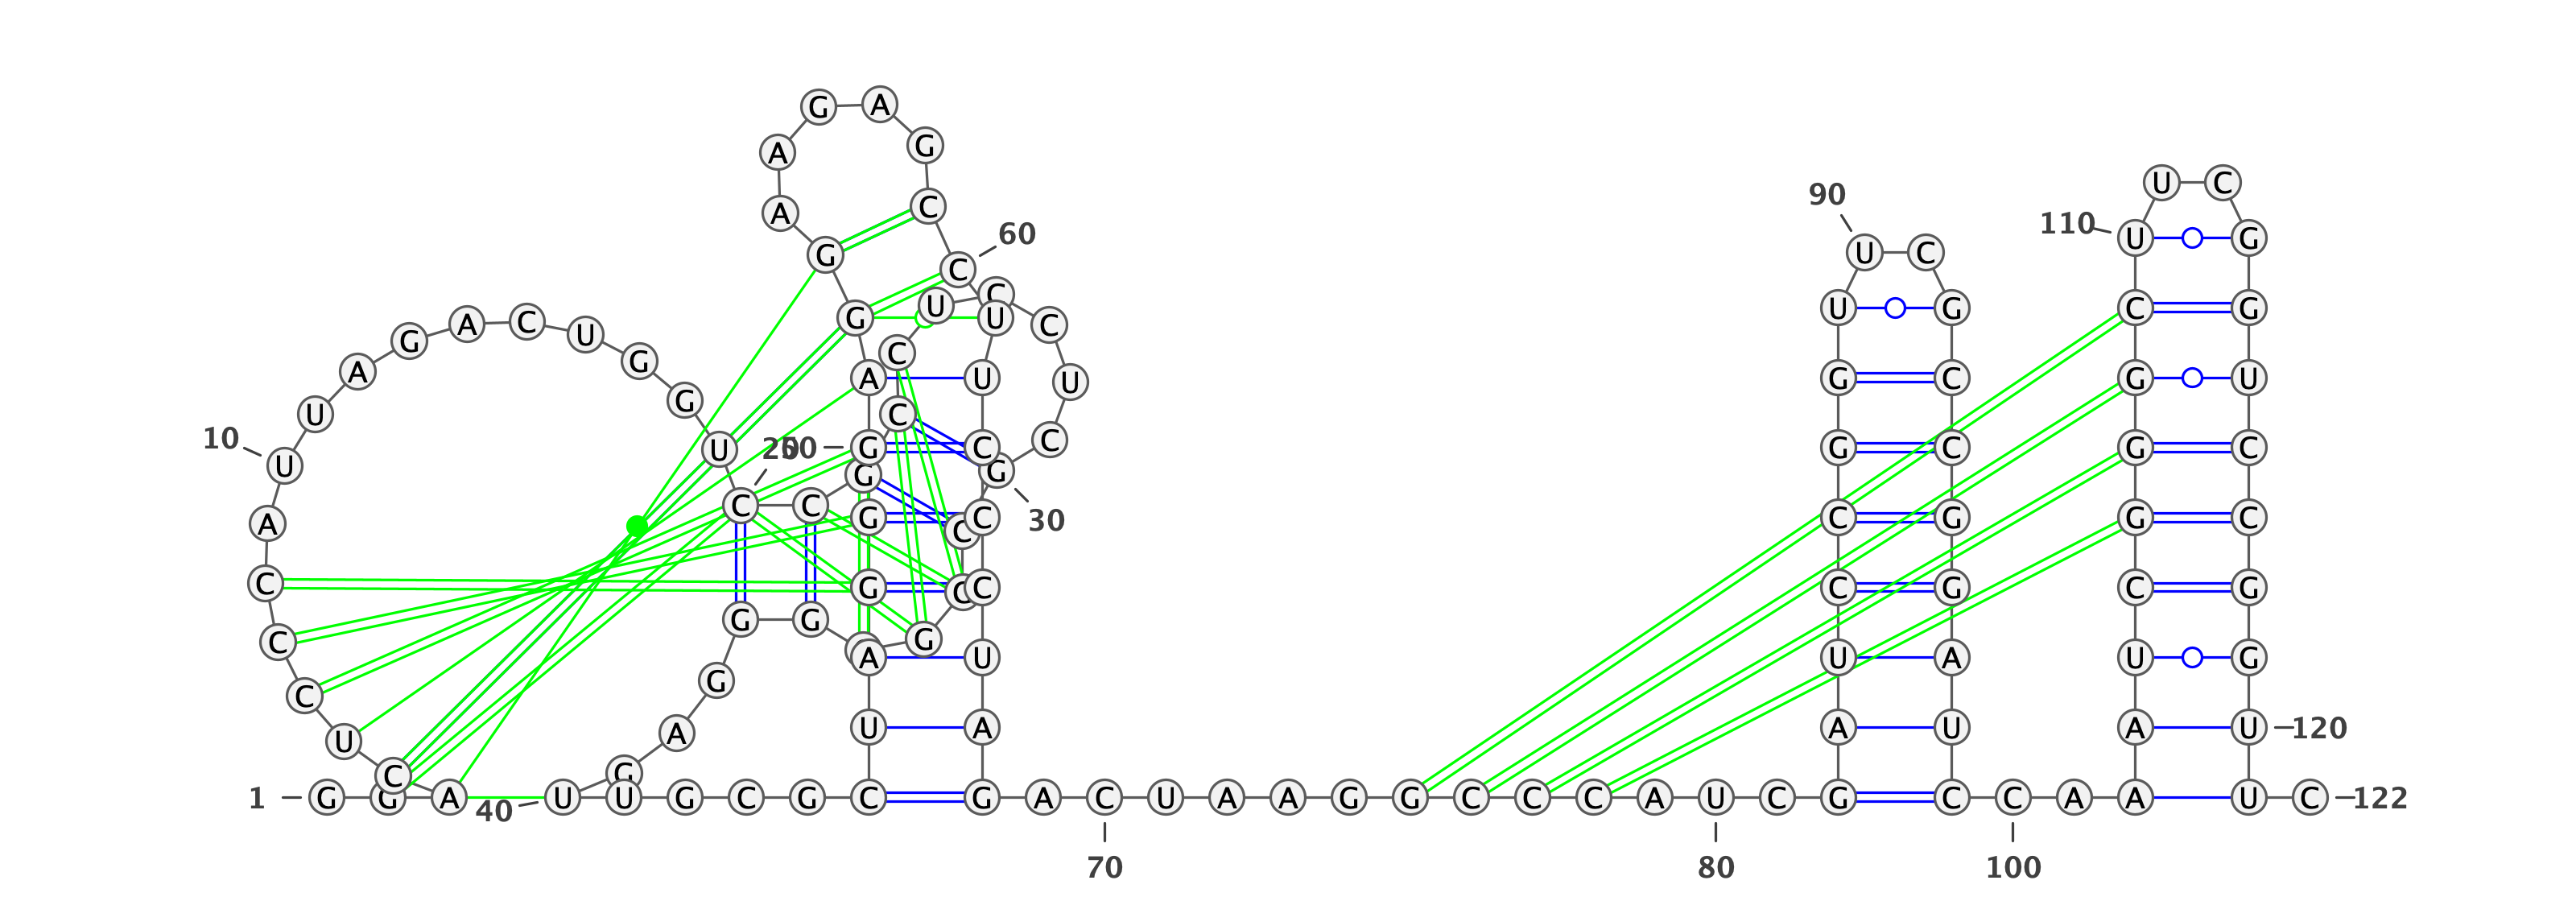 G A
A G
U C
90
A C
110 U G
60
G U C
C
U C
A C U G U C U G C G
G C
G
A A U G C G U
U C G
10 U 20 50 G C C G C G C
U G G
C C
A G C 30 C G G C
C
C G C C C G C G
G G
C G
A U U A U G
G
C
U A A U A U 120
A
U
C G
1 G G A U U G C G C G A C U A A G G C C C A U C G C C A A U C 122
40
70 80 100